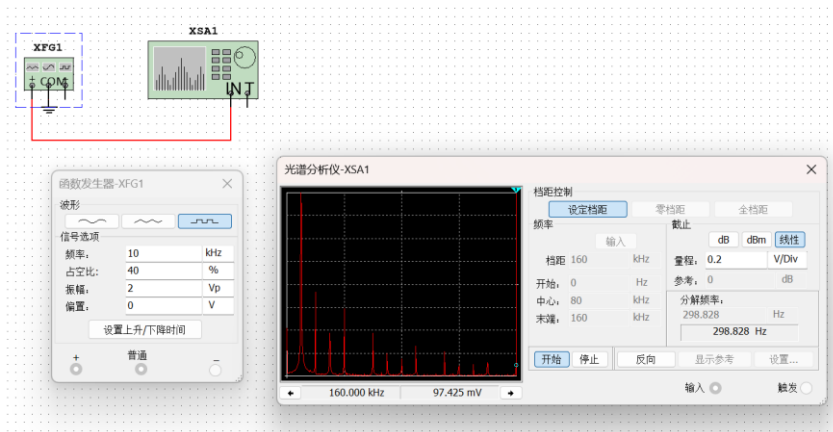 XSA1
XFG1
COM
IN T
函数发生器-XFG1
波形
信号选项
频率： 10 kHz
占空比: 40 %
振幅： 2 Vp
偏置： 0 V
设置上升/下降时间
+ 普通 -
光谱分析仪-XSA1
档距控制
设定档距 零档距 全档距
频率 截止
输入 dB dBm 线性
档距 160 kHz 量程： 0.2 V/Div
开始： 0 Hz 参考： 0 dB
中心： 80 kHz 分解频率：
末端： 160 kHz 298.828 Hz
298.828 Hz
开始 停止 反向 显示参考 设置...
160.000 kHz 97.425 mV 输入 触发